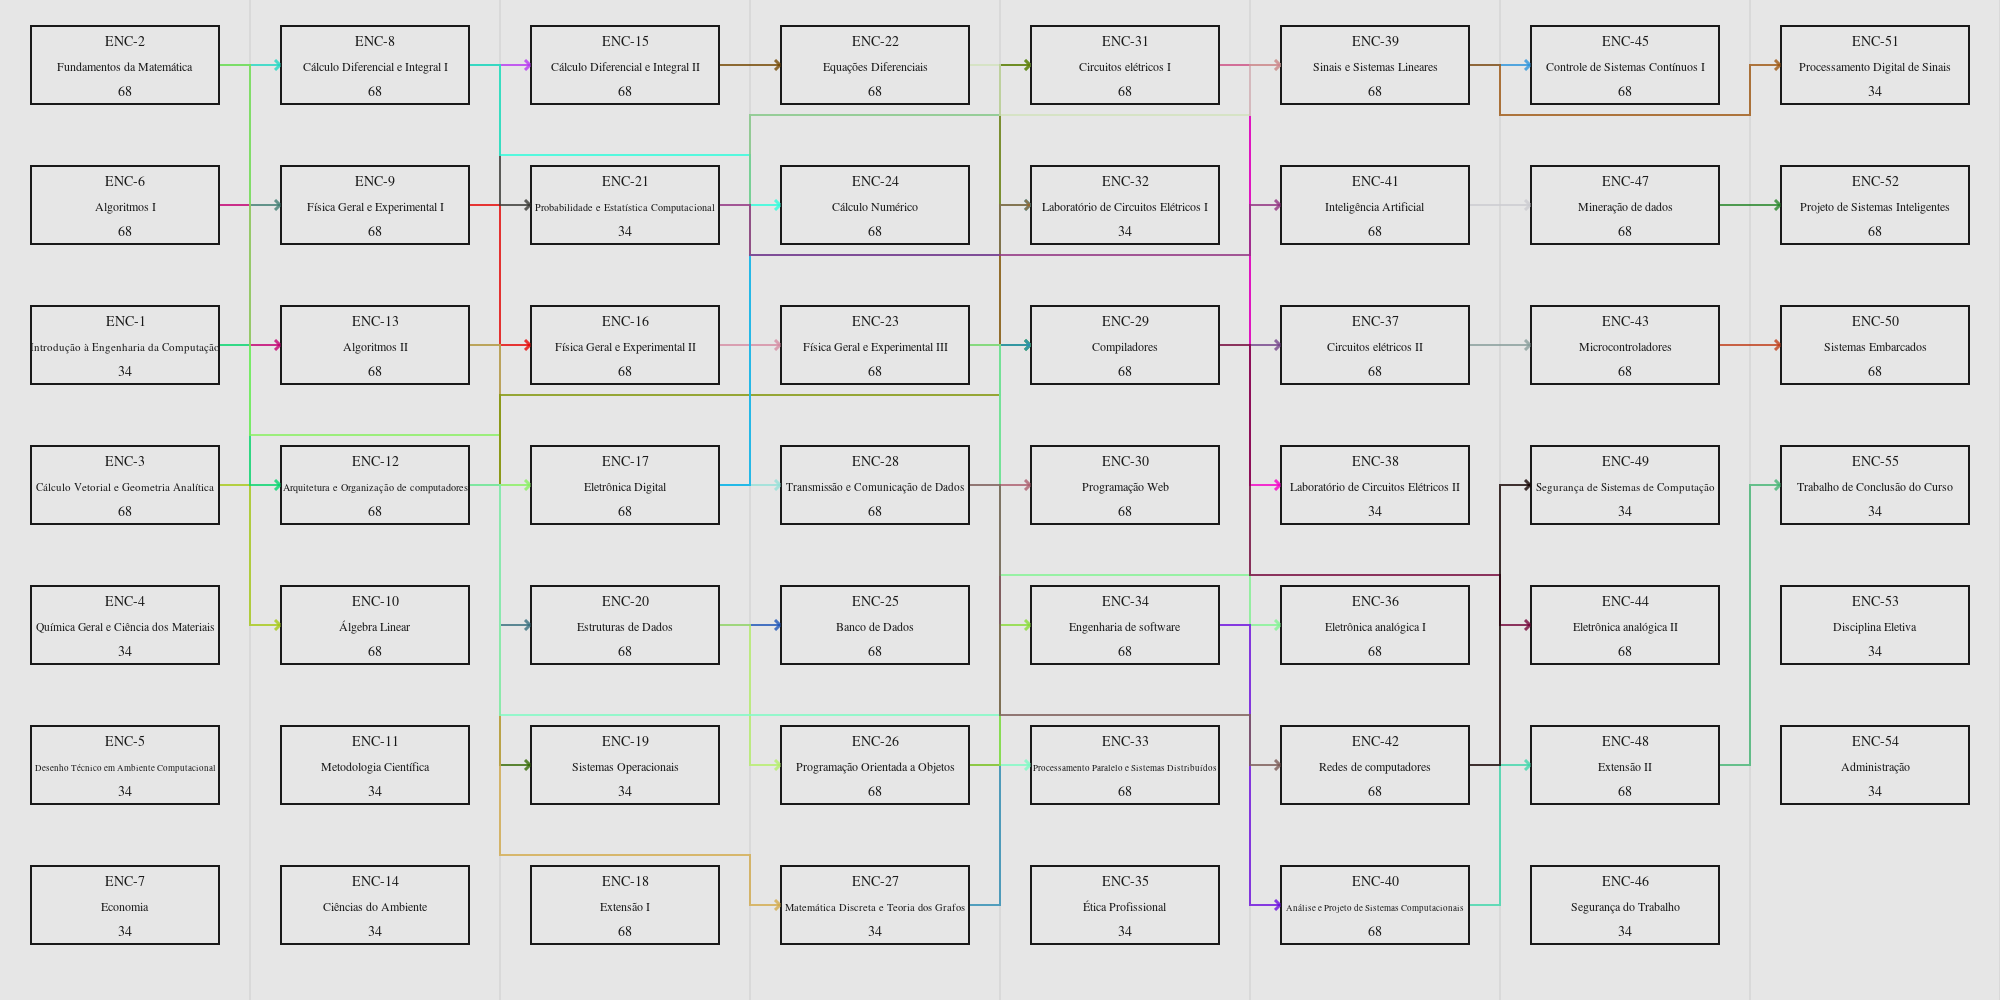 ENC-2
Fundamentos da Matemática
68
ENC-8
Cálculo Diferencial e Integral I
68
ENC-15
Cálculo Diferencial e Integral II
68
ENC-22
Equações Diferenciais
68
ENC-31
Circuitos elétricos I
68
ENC-39
Sinais e Sistemas Lineares
68
ENC-45
Controle de Sistemas Contínuos I
68
ENC-51
Processamento Digital de Sinais
34
ENC-6
Algoritmos I
68
ENC-9
Física Geral e Experimental I
68
ENC-21
Probabilidade e Estatística Computacional
34
ENC-24
Cálculo Numérico
68
ENC-32
Laboratório de Circuitos Elétricos I
34
ENC-41
Inteligência Artificial
68
ENC-47
Mineração de dados
68
ENC-52
Projeto de Sistemas Inteligentes
68
ENC-1
Introdução à Engenharia da Computação
34
ENC-13
Algoritmos II
68
ENC-16
Física Geral e Experimental II
68
ENC-23
Física Geral e Experimental III
68
ENC-29
Compiladores
68
ENC-37
Circuitos elétricos II
68
ENC-43
Microcontroladores
68
ENC-50
Sistemas Embarcados
68
ENC-3
Cálculo Vetorial e Geometria Analítica
68
ENC-12
Arquitetura e Organização de computadores
68
ENC-17
Eletrônica Digital
68
ENC-28
Transmissão e Comunicação de Dados
68
ENC-30
Programação Web
68
ENC-38
Laboratório de Circuitos Elétricos II
34
ENC-49
Segurança de Sistemas de Computação
34
ENC-55
Trabalho de Conclusão do Curso
34
ENC-4
Química Geral e Ciência dos Materiais
34
ENC-10
Álgebra Linear
68
ENC-20
Estruturas de Dados
68
ENC-25
Banco de Dados
68
ENC-34
Engenharia de software
68
ENC-36
Eletrônica analógica I
68
ENC-44
Eletrônica analógica II
68
ENC-53
Disciplina Eletiva
34
ENC-5
Desenho Técnico em Ambiente Computacional
34
ENC-11
Metodologia Científica
34
ENC-19
Sistemas Operacionais
34
ENC-26
Programação Orientada a Objetos
68
ENC-33
Processamento Paralelo e Sistemas Distribuídos
68
ENC-42
Redes de computadores
68
ENC-48
Extensão II
68
ENC-54
Administração
34
ENC-7
Economia
34
ENC-14
Ciências do Ambiente
34
ENC-18
Extensão I
68
ENC-27
Matemática Discreta e Teoria dos Grafos
34
ENC-35
Ética Profissional
34
ENC-40
Análise e Projeto de Sistemas Computacionais
68
ENC-46
Segurança do Trabalho
34